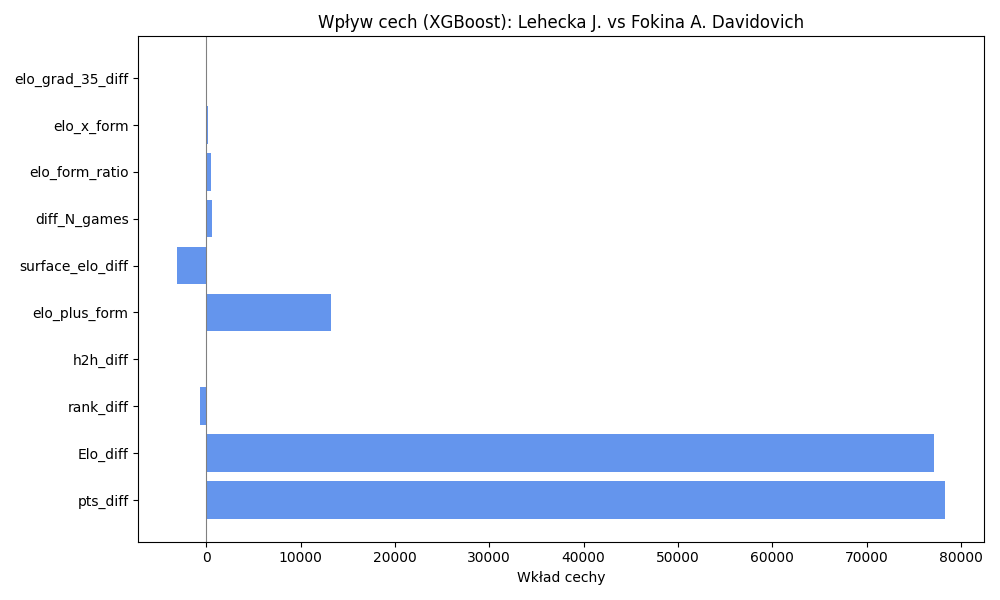 Wpływ cech (XGBoost): Lehecka J. vs Fokina A. Davidovich
elo_grad_35_diff
elo_x_form
elo_form_ratio
diff_N_games
surface_elo_diff
elo_plus_form
h2h_diff
rank_diff
Elo_diff
pts_diff
0 10000 20000 30000 40000 50000 60000 70000 80000
Wkład cechy